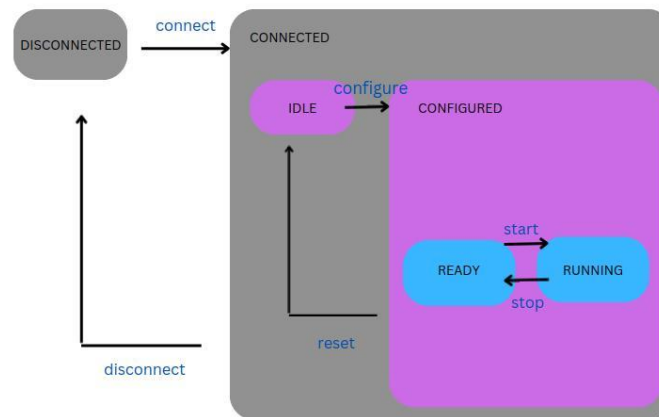 connect
DISCONNECTED
CONNECTED
configure
IDLE
CONFIGURED
start
READY
RUNNING
stop
reset
disconnect